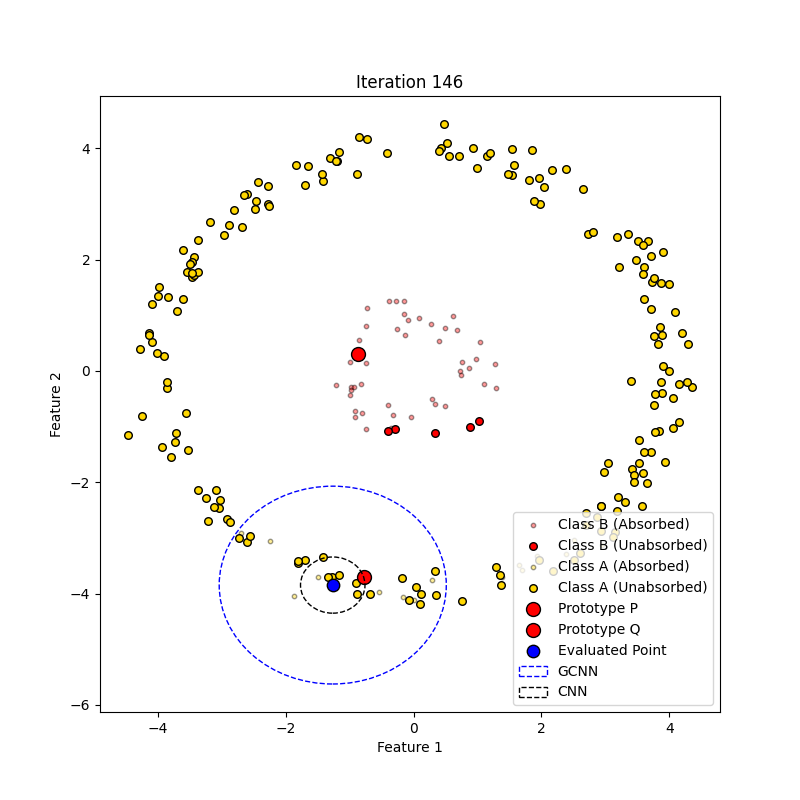 Iteration 146
4
2
0
−2
−4
−6
Feature 2
Class B (Absorbed)
Class B (Unabsorbed)
Class A (Absorbed)
Class A (Unabsorbed)
Prototype P
Prototype Q
Evaluated Point
GCNN
CNN
−4 −2 0 2 4
Feature 1